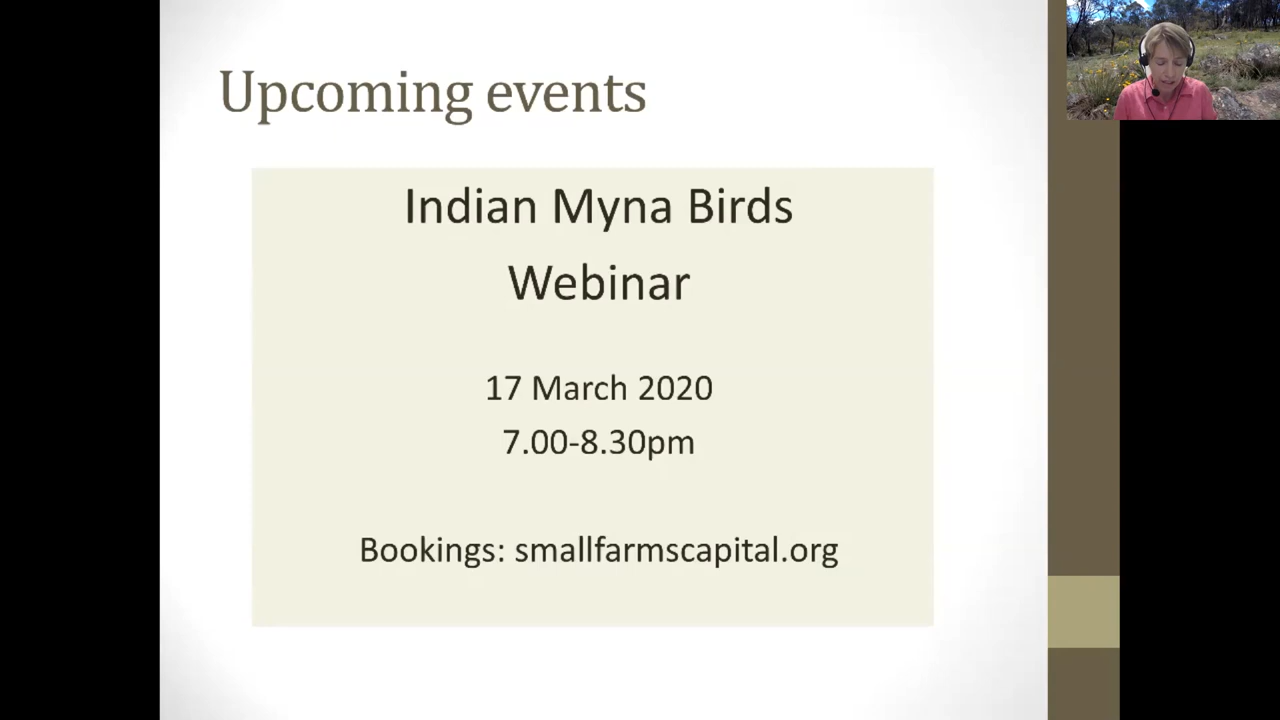 Upcoming events
Indian Myna Birds
Webinar
17 March 2020
7.00-8.30pm
Bookings: smallfarmscapital.org